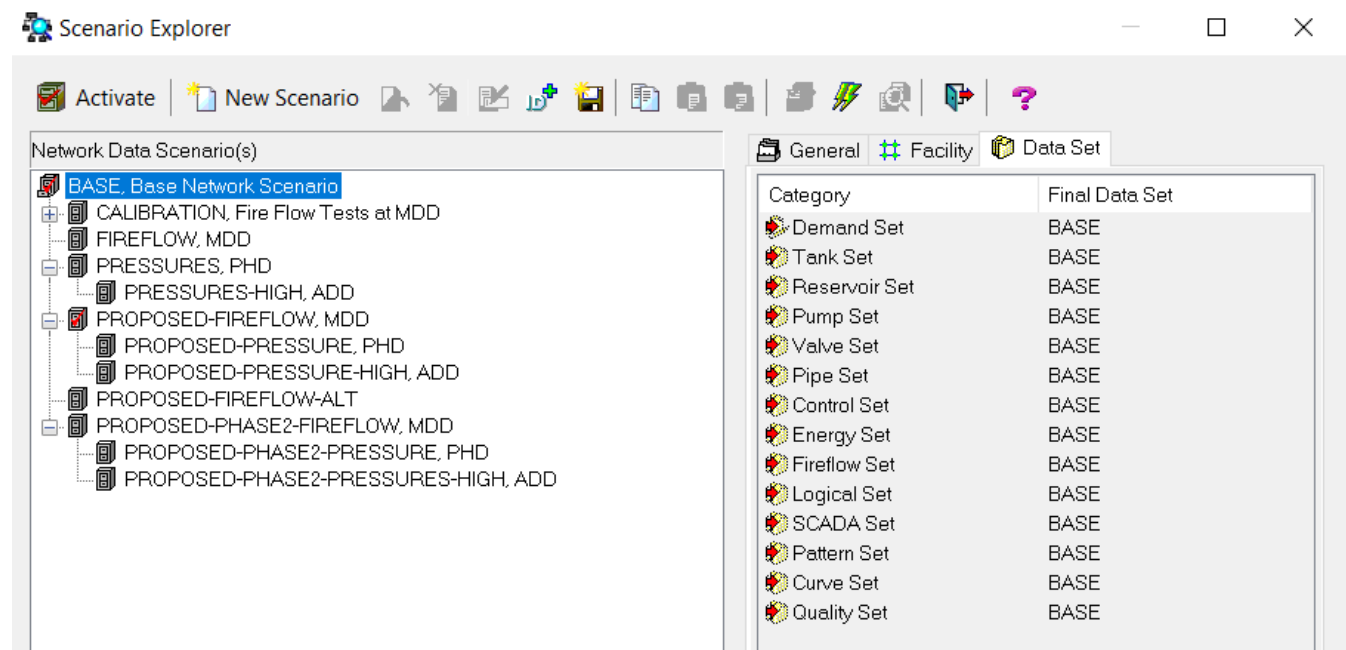 Scenario Explorer
Activate New Scenario
Network Data Scenario(s)
BASE, Base Network Scenario
CALIBRATION, Fire Flow Tests at MDD
FIREFLOW, MDD
PRESSURES, PHD
PRESSURES-HIGH, ADD
PROPOSED-FIREFLOW, MDD
PROPOSED-PRESSURE, PHD
PROPOSED-PRESSURE-HIGH, ADD
PROPOSED-FIREFLOW-ALT
PROPOSED-PHASE2-FIREFLOW, MDD
PROPOSED-PHASE2-PRESSURE, PHD
PROPOSED-PHASE2-PRESSURES-HIGH, ADD
General Facility Data Set
Category Final Data Set
Demand Set BASE
Tank Set BASE
Reservoir Set BASE
Pump Set BASE
Valve Set BASE
Pipe Set BASE
Control Set BASE
Energy Set BASE
Fireflow Set BASE
Logical Set BASE
SCADA Set BASE
Pattern Set BASE
Curve Set BASE
Quality Set BASE